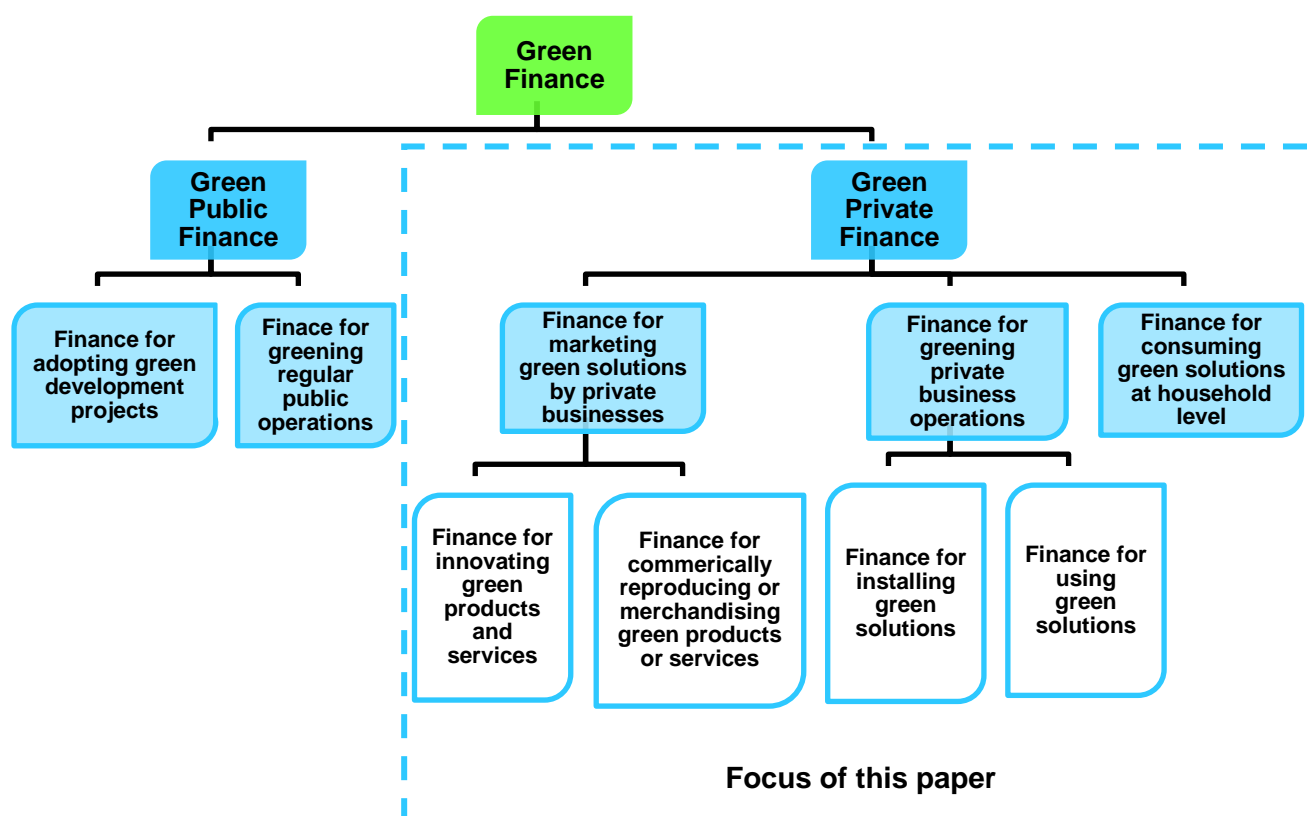 Green
Finance
Green
Public
Finance
Green
Private
Finance
Finance for
adopting green
development
projects
Finace for
greening
regular
public
operations
Finance for
marketing
green solutions
by private
businesses
Finance for
greening
private
business
operations
Finance for
consuming
green solutions
at household
level
Finance for
innovating
green
products
and
services
Finance for
commerically
reproducing or
merchandising
green products
or services
Finance for
installing
green
solutions
Finance for
using
green
solutions
Focus of this paper